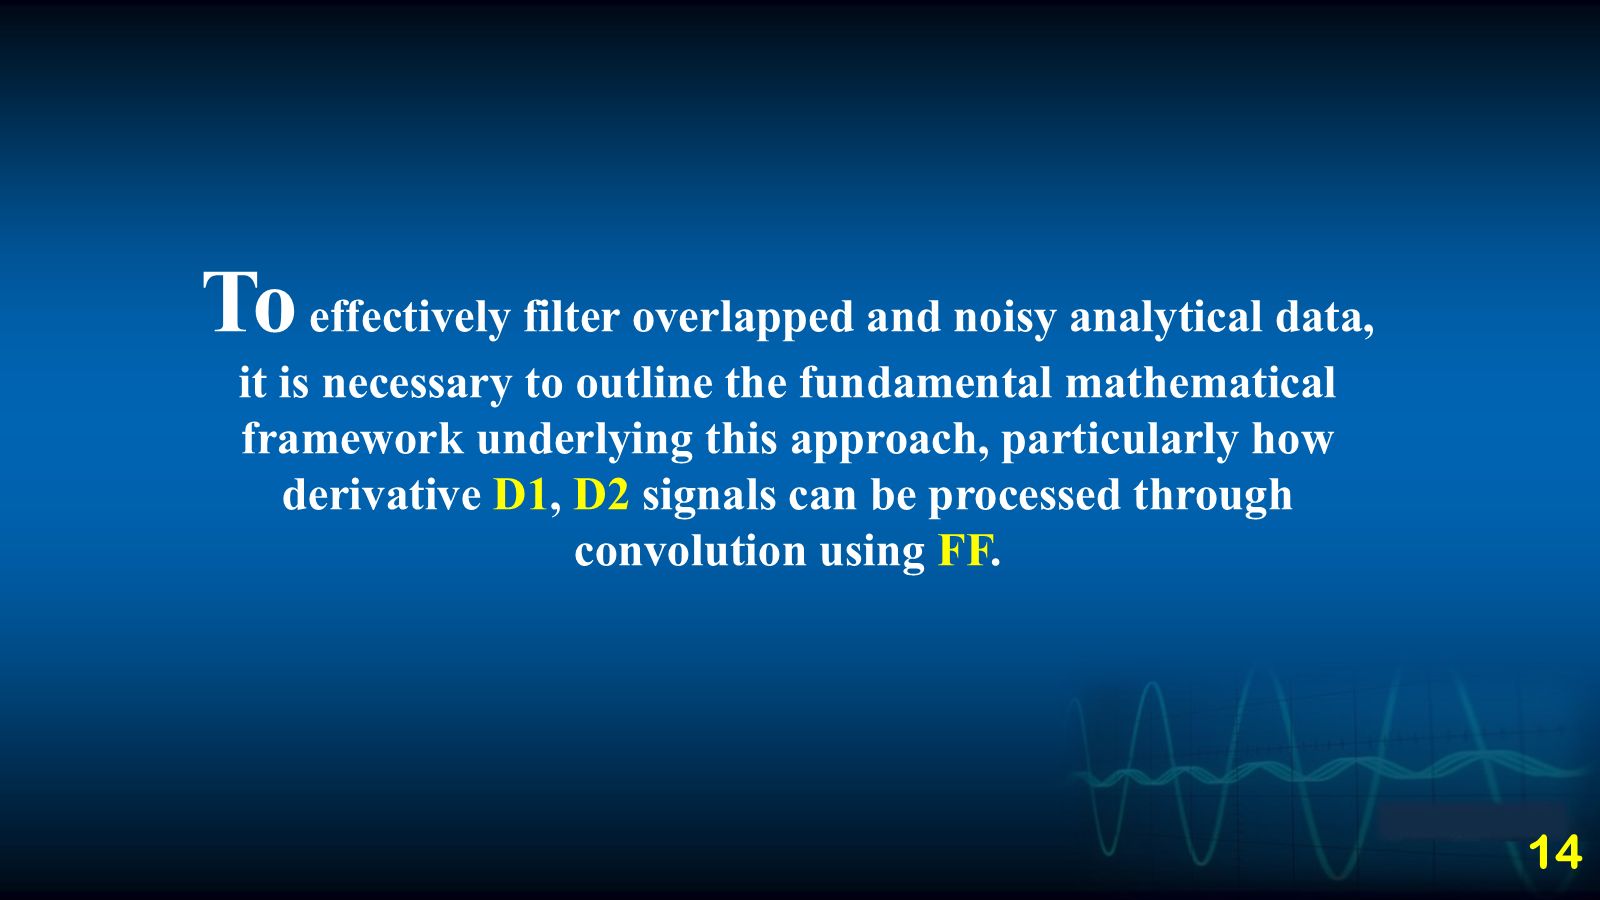 To effectively filter overlapped and noisy analytical data,
it is necessary to outline the fundamental mathematical
framework underlying this approach, particularly how
derivative D1, D2 signals can be processed through
convolution using FF.
14